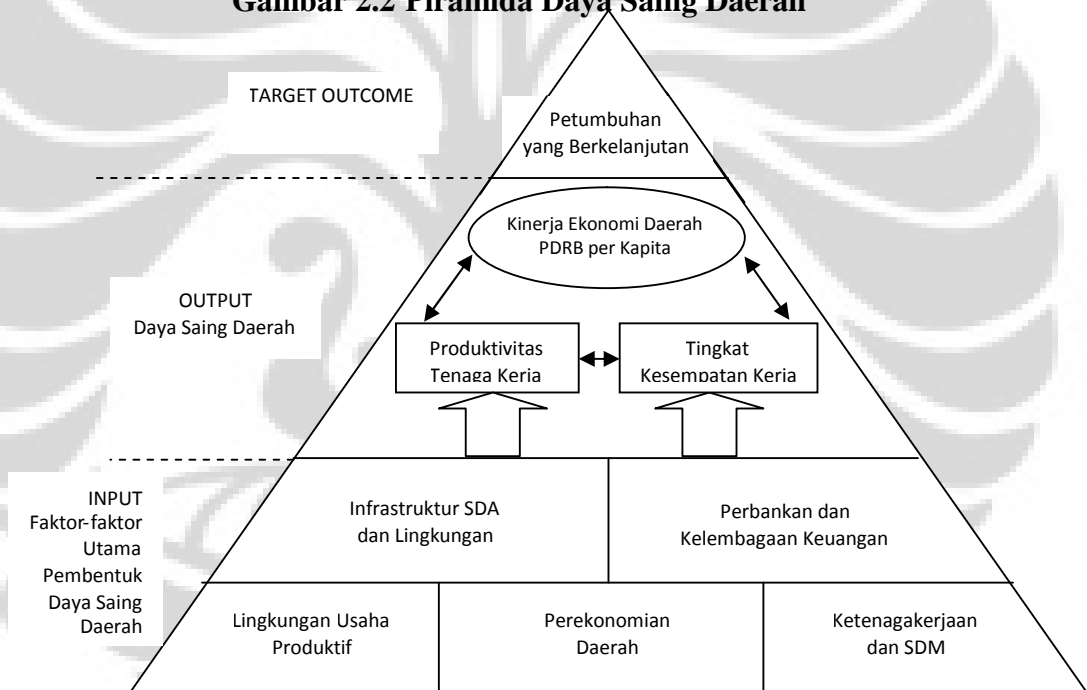 Gambar 2.2 Piramida Daya Saing Daerah
TARGET OUTCOME
Petumbuhan
yang Berkelanjutan
Kinerja Ekonomi Daerah
PDRB per Kapita
OUTPUT
Daya Saing Daerah
Produktivitas
Tenaga Kerja
Tingkat
Kesempatan Kerja
INPUT
Faktor-faktor
Utama
Pembentuk
Daya Saing
Daerah
Infrastruktur SDA
dan Lingkungan
Perbankan dan
Kelembagaan Keuangan
Lingkungan Usaha
Produktif
Perekonomian
Daerah
Ketenagakerjaan
dan SDM